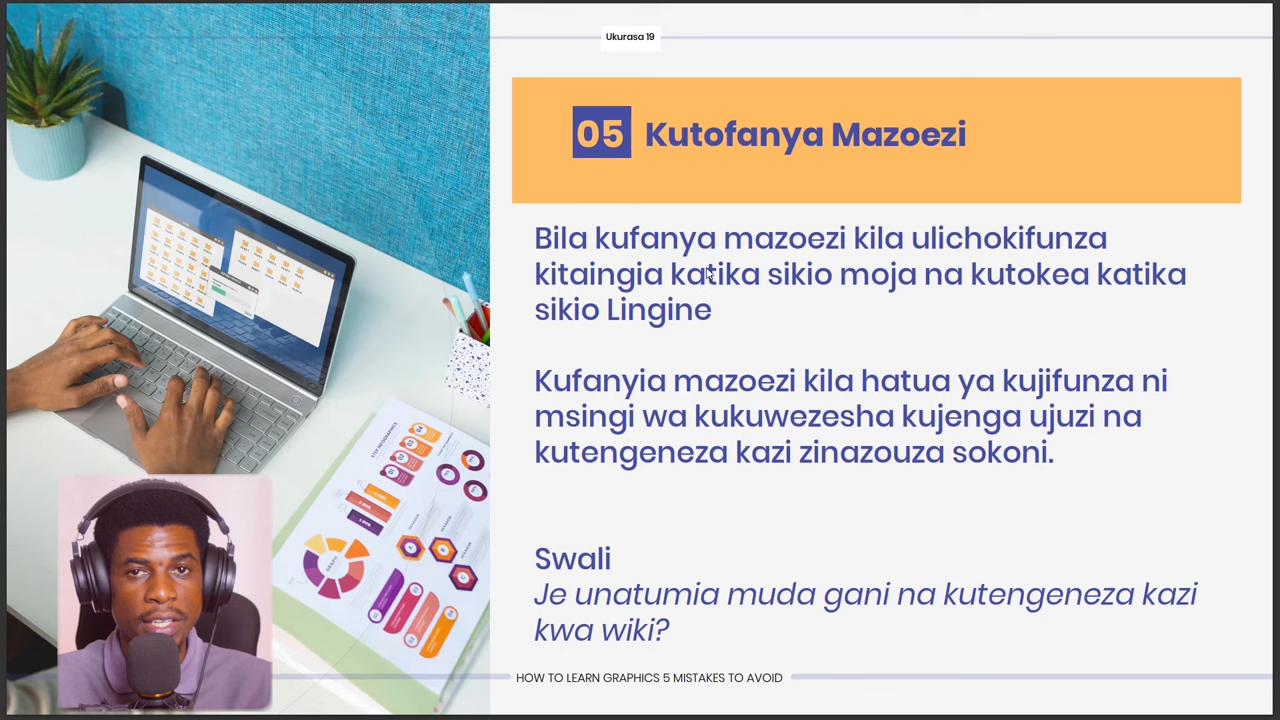 Ukurasa 19
05 Kutofanya Mazoezi
Bila kufanya mazoezi kila ulichokifunza
kitaingia katika sikio moja na kutokea katika
sikio Lingine
Kufanyia mazoezi kila hatua ya kujifunza ni
msingi wa kukuwezesha kujenga ujuzi na
kutengeneza kazi zinazouza sokoni.
Swali
Je unatumia muda gani na kutengeneza kazi
kwa wiki?
HOW TO LEARN GRAPHICS 5 MISTAKES TO AVOID